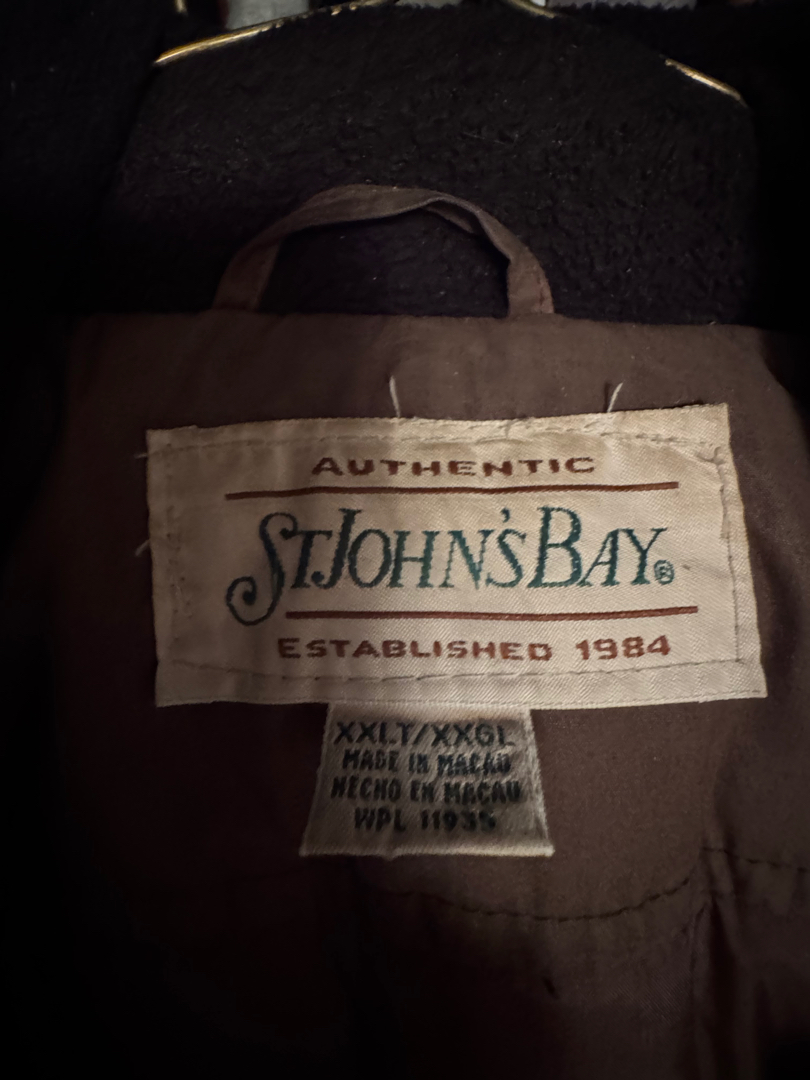 AUTHENTIC
ST. JOHN'S BAY®
ESTABLISHED 1984
XXLT/XXGL
MADE IN MACAU
HECHO EN MACAU
WPL 11935